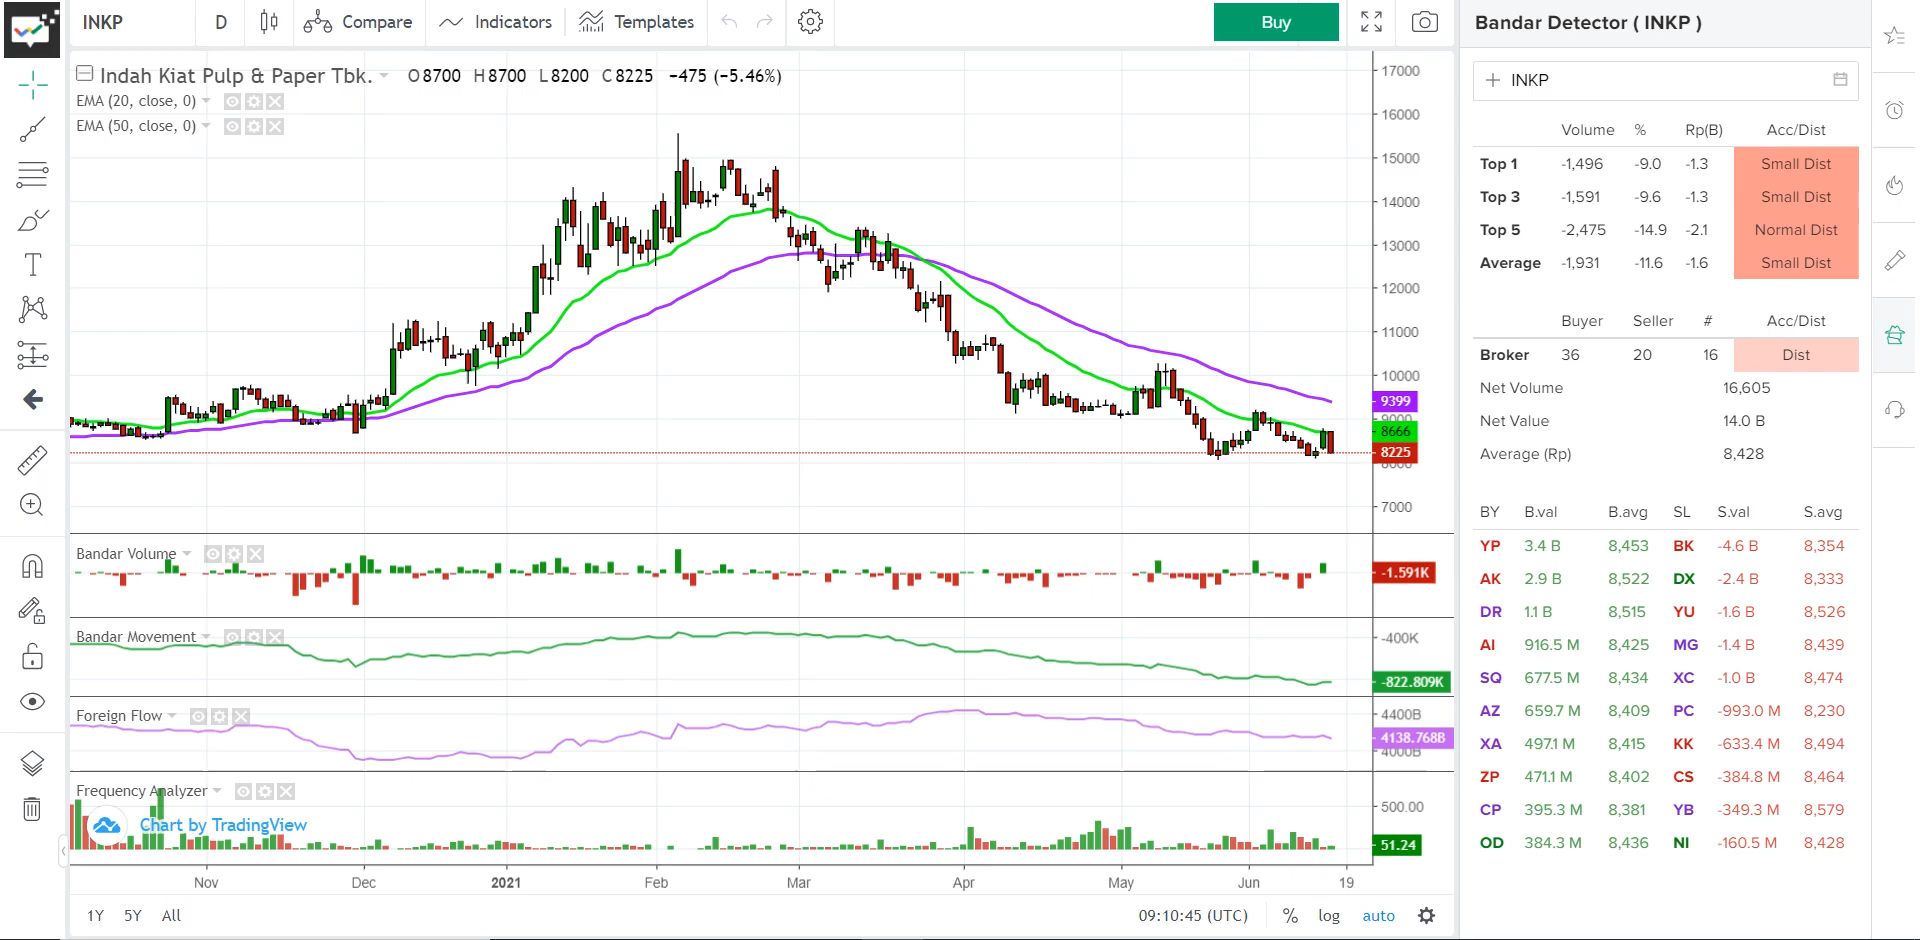 INKP D Compare Indicators Templates Buy
Indah Kiat Pulp & Paper Tbk. O8700 H8700 L8200 C8225 -475 (-5.46%)
EMA (20, close, 0)
EMA (50, close, 0)
17000
16000
15000
14000
13000
12000
11000
10000
9399
9000
8666
8225
8000
7000
Bandar Volume
-1.591K
Bandar Movement
-400K
-822.809K
Foreign Flow
4400B
4138.768B
4000B
Frequency Analyzer
500.00
Chart by TradingView
51.24
Nov Dec 2021 Feb Mar Apr May Jun 19
1Y 5Y All 09:10:45 (UTC) % log auto
Bandar Detector ( INKP )
INKP
Volume % Rp(B) Acc/Dist
Top 1 -1,496 -9.0 -1.3 Small Dist
Top 3 -1,591 -9.6 -1.3 Small Dist
Top 5 -2,475 -14.9 -2.1 Normal Dist
Average -1,931 -11.6 -1.6 Small Dist
Buyer Seller # Acc/Dist
Broker 36 20 16 Dist
Net Volume 16,605
Net Value 14.0 B
Average (Rp) 8,428
BY B.val B.avg SL S.val S.avg
YP 3.4 B 8,453 BK -4.6 B 8,354
AK 2.9 B 8,522 DX -2.4 B 8,333
DR 1.1 B 8,515 YU -1.6 B 8,526
AI 916.5 M 8,425 MG -1.4 B 8,439
SQ 677.5 M 8,434 XC -1.0 B 8,474
AZ 659.7 M 8,409 PC -993.0 M 8,230
XA 497.1 M 8,415 KK -633.4 M 8,494
ZP 471.1 M 8,402 CS -384.8 M 8,464
CP 395.3 M 8,381 YB -349.3 M 8,579
OD 384.3 M 8,436 NI -160.5 M 8,428